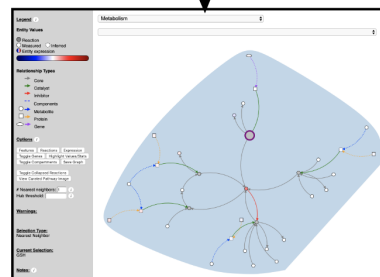 Legend
Metabolism
Entity Values
Reaction
Measured Inferred
Entity expression
Relationship Types
Core
Catalyst
Inhibitor
Components
Metabolite
Protein
Gene
Options
Features Reactions Expression
Toggle Genes Highlight Values/Stats
Toggle Compartments Save Graph
Toggle Collapsed Reactions
View Curated Pathway Image
# Nearest neighbors:
Hub threshold:
Warnings:
Selection Type:
Nearest Neighbor
Current Selection:
GSH
Notes